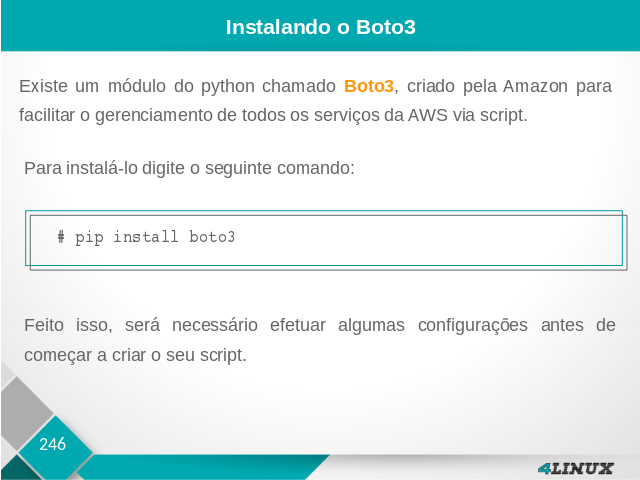 Instalando o Boto3
Existe um módulo do python chamado Boto3, criado pela Amazon para
facilitar o gerenciamento de todos os serviços da AWS via script.
Para instalá-lo digite o seguinte comando:
# pip install boto3
Feito isso, será necessário efetuar algumas configurações antes de
começar a criar o seu script.
246
4LINUX